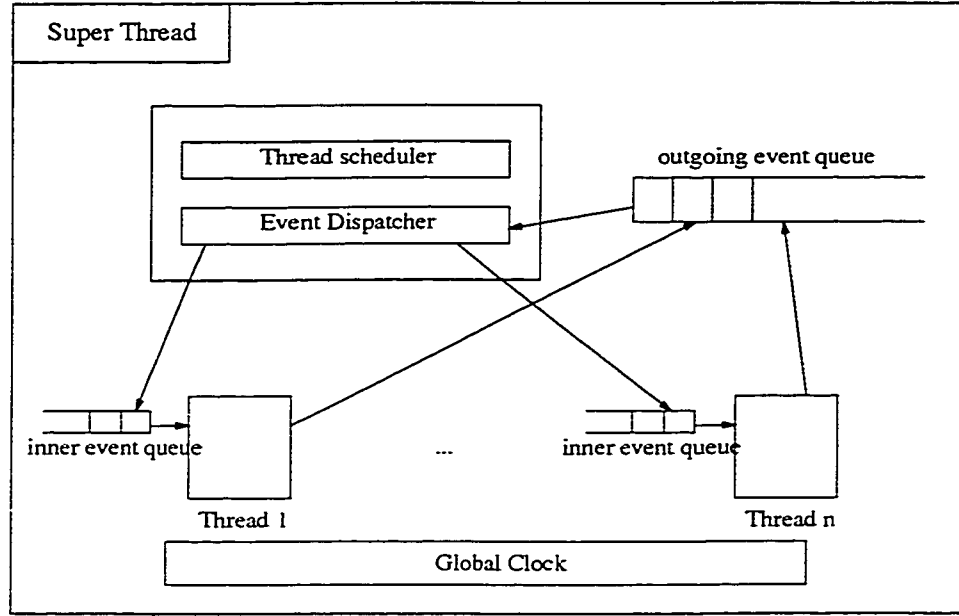 Super Thread
Thread scheduler
outgoing event queue
Event Dispatcher
inner event queue
...
inner event queue
Thread 1
Thread n
Global Clock